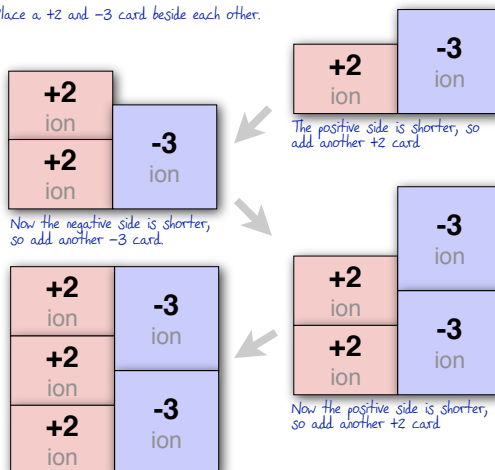 Place a +2 and -3 card beside each other.
+2
ion
-3
ion
The positive side is shorter, so
add another +2 card
+2
ion
+2
ion
-3
ion
Now the negative side is shorter,
so add another -3 card.
-3
ion
+2
ion
+2
ion
-3
ion
Now the positive side is shorter,
so add another +2 card
+2
ion
-3
ion
+2
ion
+2
ion
-3
ion